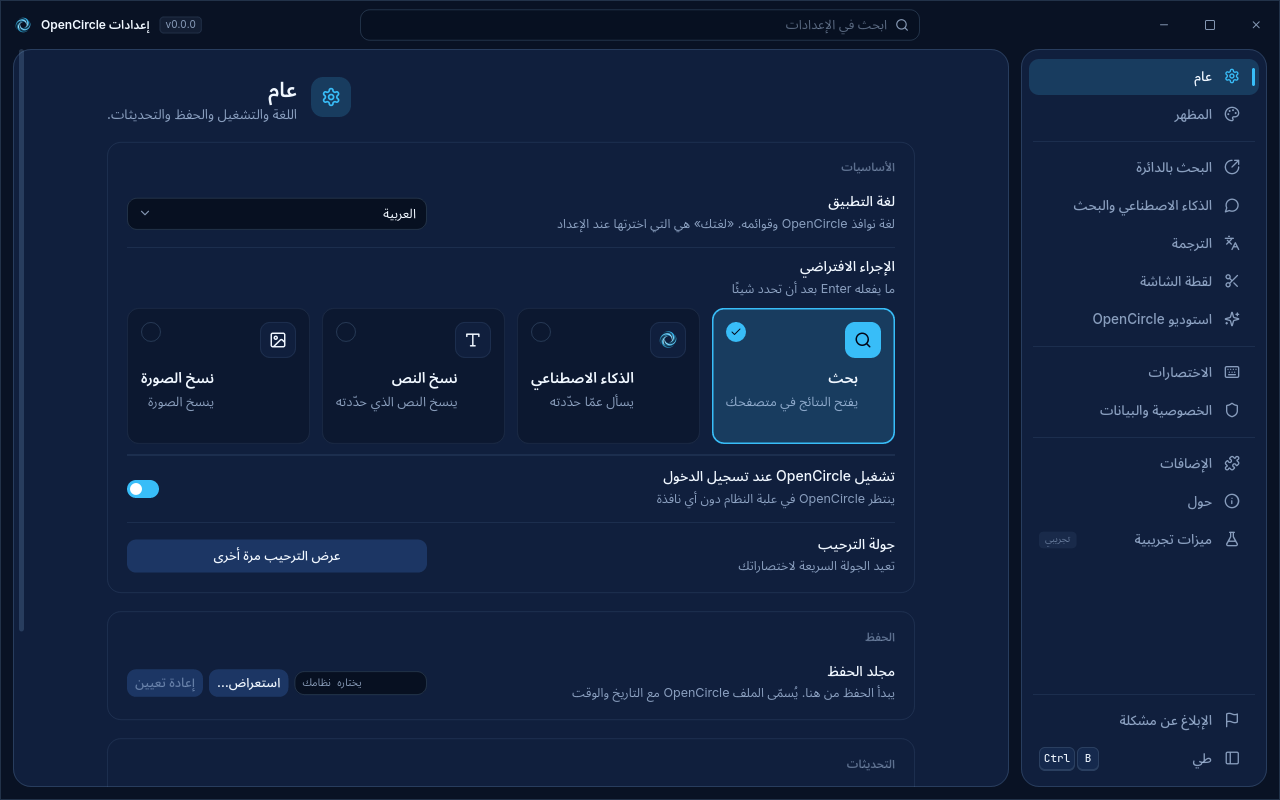 إعدادات OpenCircle
v0.0.0
ابحث في الإعدادات
عام
المظهر
البحث بالدائرة
الذكاء الاصطناعي والبحث
الترجمة
لقطة الشاشة
استوديو OpenCircle
الاختصارات
الخصوصية والبيانات
الإضافات
حول
ميزات تجريبية
تجريبي
الإبلاغ عن مشكلة
طي
Ctrl B
عام
اللغة والتشغيل والحفظ والتحديثات.
الأساسيات
لغة التطبيق
لغة نوافذ OpenCircle وقوائمه. «لغتك» هي التي اخترتها عند الإعداد
العربية
الإجراء الافتراضي
ما يفعله Enter بعد أن تحدد شيئًا
بحث
يفتح النتائج في متصفحك
الذكاء الاصطناعي
يسأل عمّا حدّدته
نسخ النص
ينسخ النص الذي حدّدته
نسخ الصورة
ينسخ الصورة
تشغيل OpenCircle عند تسجيل الدخول
ينتظر OpenCircle في علبة النظام دون أي نافذة
جولة الترحيب
تعيد الجولة السريعة لاختصاراتك
عرض الترحيب مرة أخرى
الحفظ
مجلد الحفظ
يبدأ الحفظ من هنا. يُسمّى الملف OpenCircle مع التاريخ والوقت
يختاره نظامك
استعراض...
إعادة تعيين
التحديثات